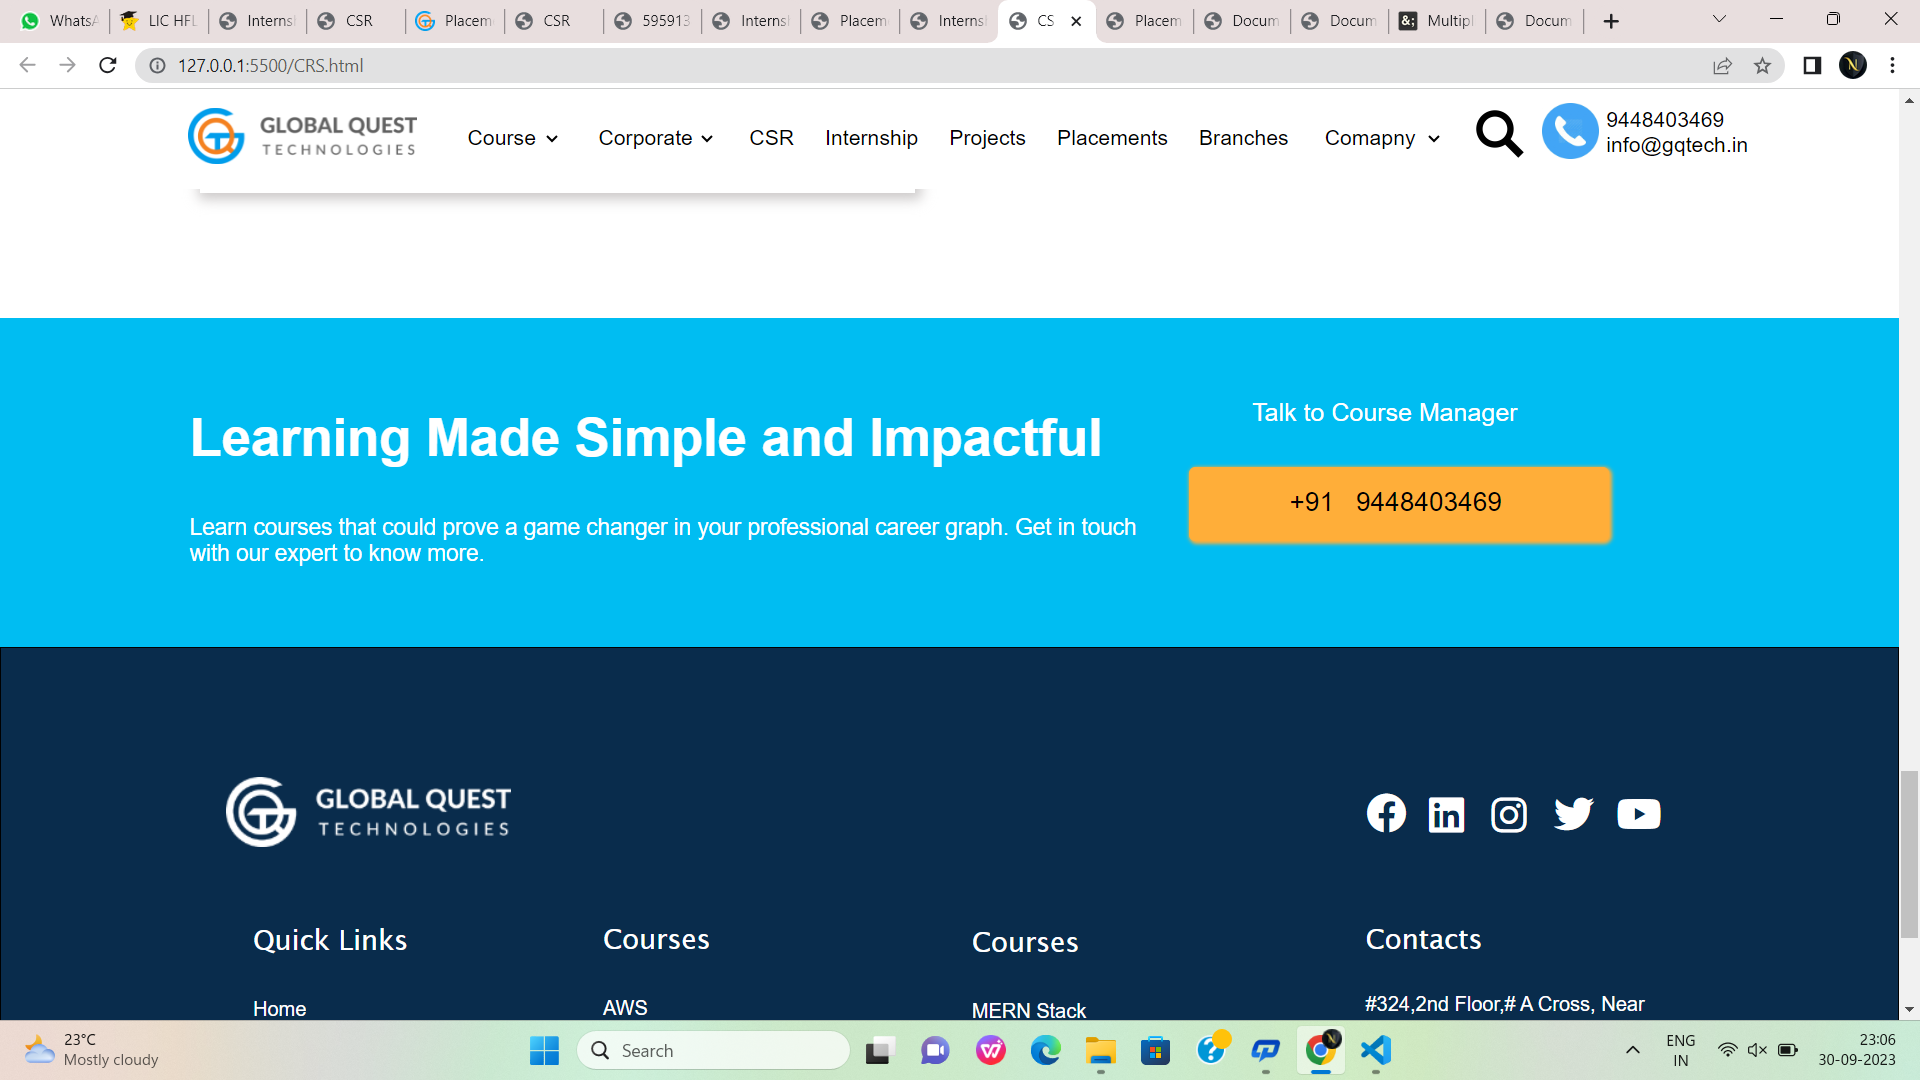 WhatsA LIC HFL Interns CSR Placem CSR 595913 Interns Placem Interns CS Placem Docum Docum Multipl Docum
127.0.0.1:5500/CRS.html
GLOBAL QUEST
TECHNOLOGIES
Course Corporate CSR Internship Projects Placements Branches Comapny
9448403469
info@gqtech.in
Learning Made Simple and Impactful
Learn courses that could prove a game changer in your professional career graph. Get in touch
with our expert to know more.
Talk to Course Manager
+91 9448403469
GLOBAL QUEST
TECHNOLOGIES
Quick Links
Home
Courses
AWS
Courses
MERN Stack
Contacts
#324,2nd Floor,# A Cross, Near
23°C
Mostly cloudy
Search
ENG
IN
23:06
30-09-2023